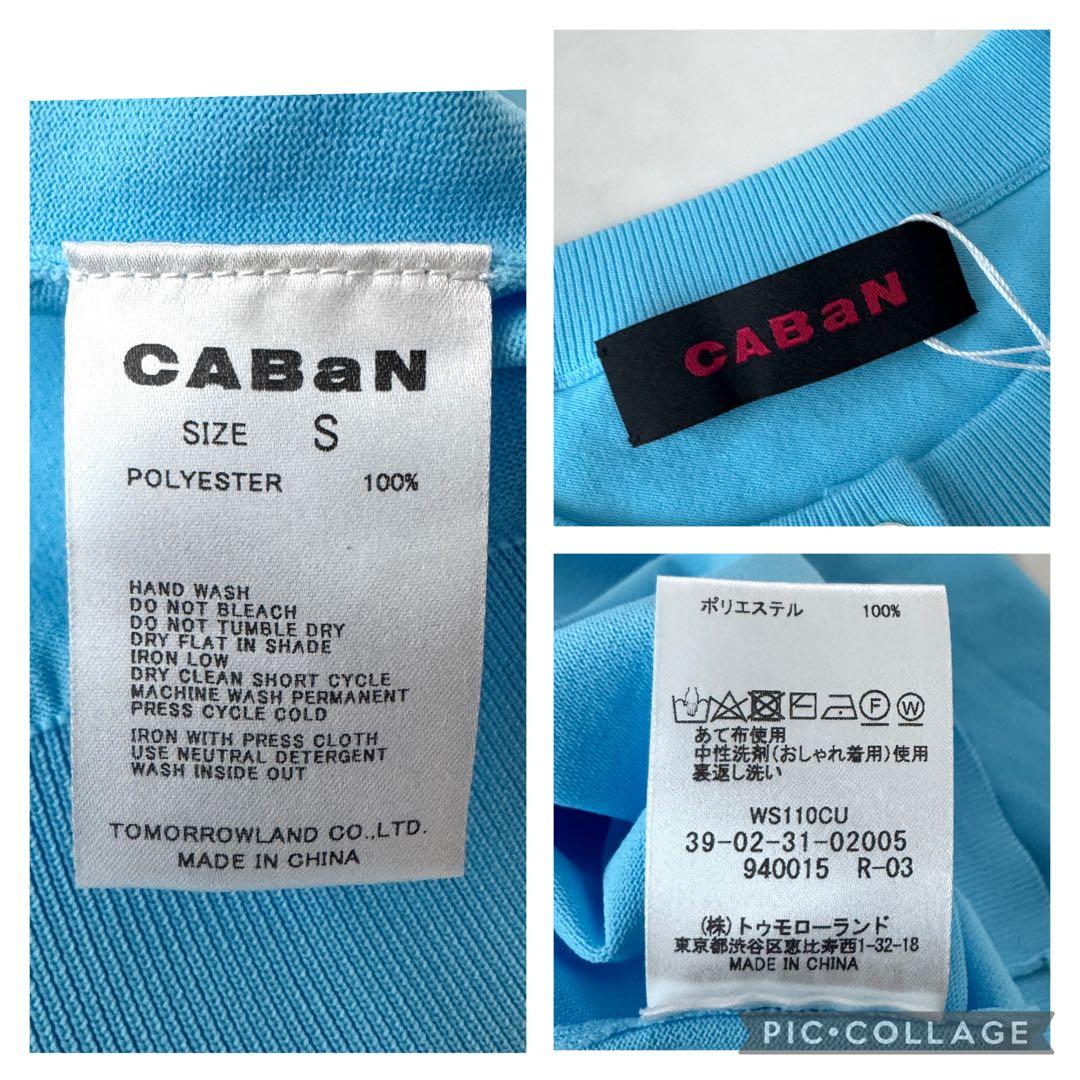 CABaN
SIZE S
POLYESTER 100%
HAND WASH
DO NOT BLEACH
DO NOT TUMBLE DRY
DRY FLAT IN SHADE
IRON LOW
DRY CLEAN SHORT CYCLE
MACHINE WASH PERMANENT
PRESS CYCLE COLD
IRON WITH PRESS CLOTH
USE NEUTRAL DETERGENT
WASH INSIDE OUT
TOMORROWLAND CO.,LTD.
MADE IN CHINA
CABaN
ポリエステル 100%
F W
あて布使用
中性洗剤(おしゃれ着用)使用
裏返し洗い
WS110CU
39-02-31-02005
940015 R-03
(株)トゥモローランド
東京都渋谷区恵比寿西1-32-18
MADE IN CHINA
PIC•COLLAGE